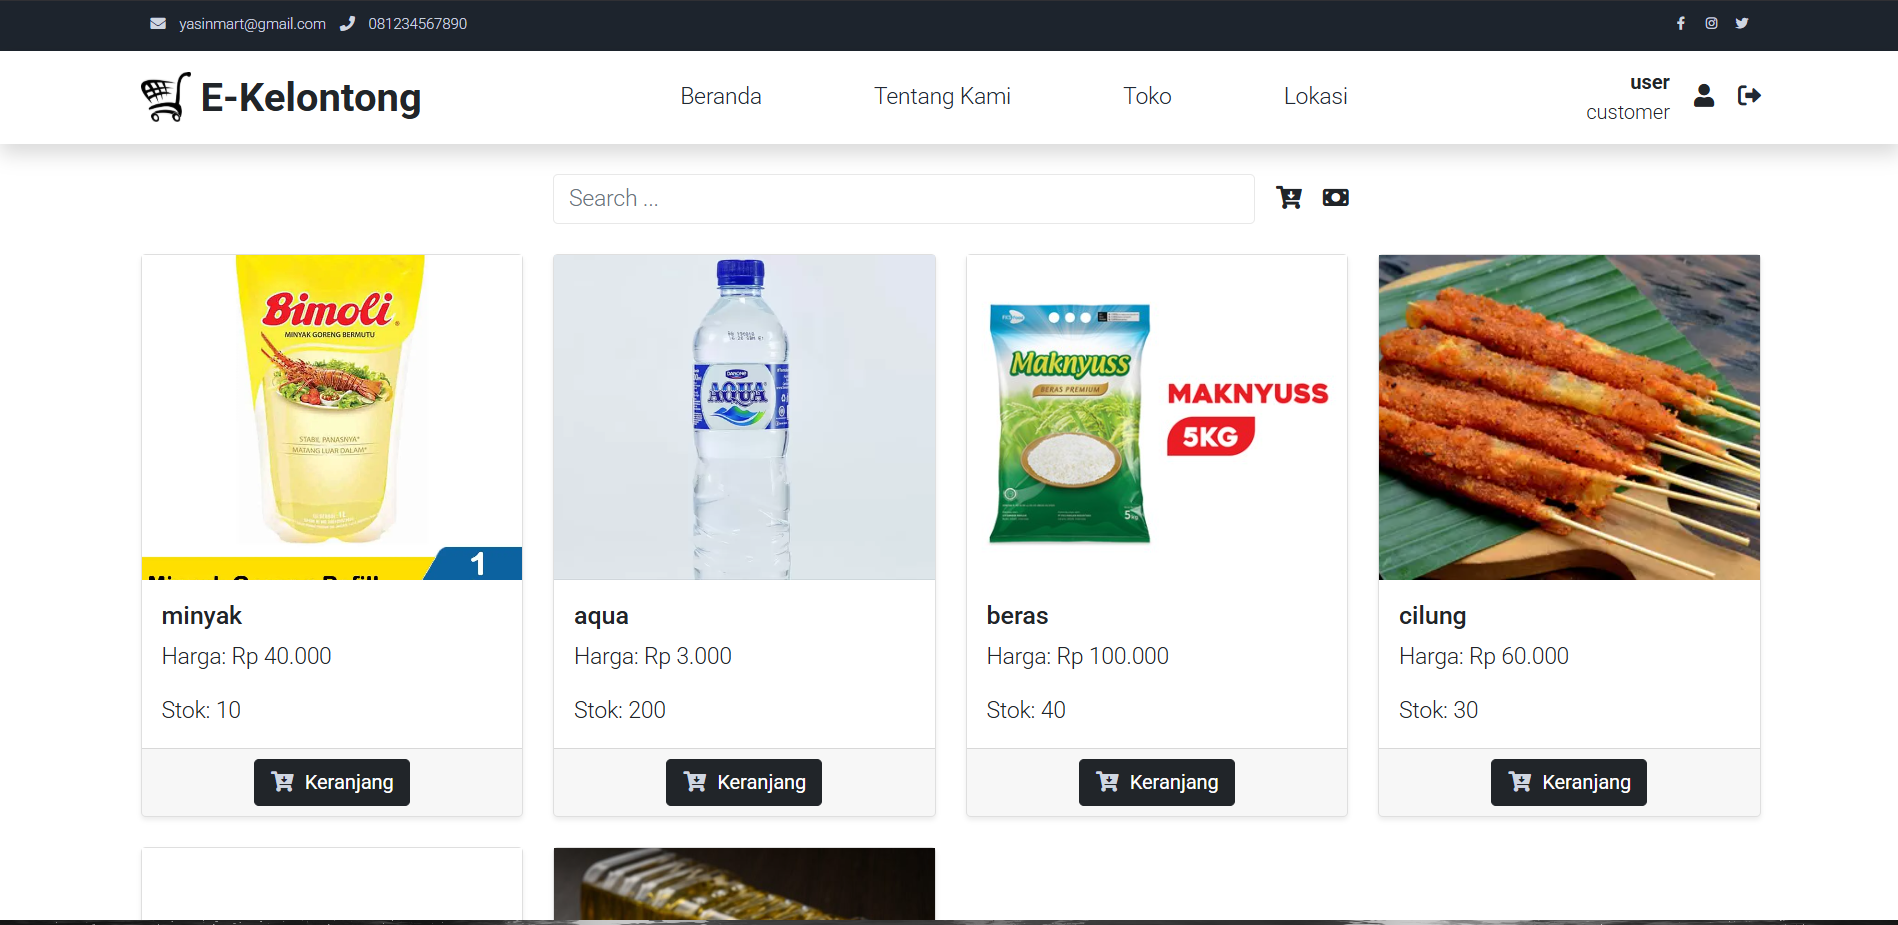 yasinmart@gmail.com 081234567890
E-Kelontong
Beranda Tentang Kami Toko Lokasi
user
customer
Search ...
Bimoli
MINYAK GORENG BERMUTU
STABIL PANASNYA*
MATANG LUAR DALAM*
1
minyak
Harga: Rp 40.000
Stok: 10
Keranjang
DANONE
AQUA
aqua
Harga: Rp 3.000
Stok: 200
Keranjang
Maknyuss
BERAS PREMIUM
5kg
MAKNYUSS
5KG
beras
Harga: Rp 100.000
Stok: 40
Keranjang
cilung
Harga: Rp 60.000
Stok: 30
Keranjang